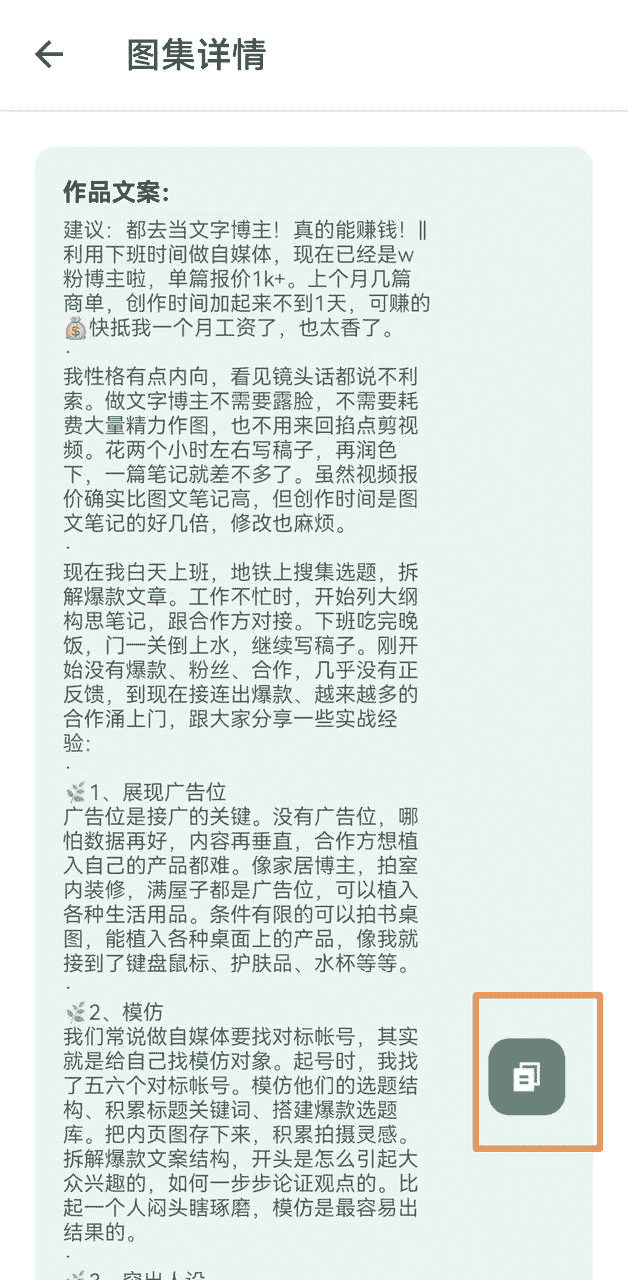 图集详情
作品文案：
建议：都去当文字博主！真的能赚钱！‖
利用下班时间做自媒体，现在已经是w
粉博主啦，单篇报价1k+。上个月几篇
商单，创作时间加起来不到1天，可赚的
💰快抵我一个月工资了，也太香了。
.
我性格有点内向，看见镜头话都说不利
索。做文字博主不需要露脸，不需要耗
费大量精力作图，也不用来回掐点剪视
频。花两个小时左右写稿子，再润色
下，一篇笔记就差不多了。虽然视频报
价确实比图文笔记高，但创作时间是图
文笔记的好几倍，修改也麻烦。
.
现在我白天上班，地铁上搜集选题，拆
解爆款文章。工作不忙时，开始列大纲
构思笔记，跟合作方对接。下班吃完晚
饭，门一关倒上水，继续写稿子。刚开
始没有爆款、粉丝、合作，几乎没有正
反馈，到现在接连出爆款、越来越多的
合作涌上门，跟大家分享一些实战经
验：
.
🌿1、展现广告位
广告位是接广的关键。没有广告位，哪
怕数据再好，内容再垂直，合作方想植
入自己的产品都难。像家居博主，拍室
内装修，满屋子都是广告位，可以植入
各种生活用品。条件有限的可以拍书桌
图，能植入各种桌面上的产品，像我就
接到了键盘鼠标、护肤品、水杯等等。
.
🌿2、模仿
我们常说做自媒体要找对标帐号，其实
就是给自己找模仿对象。起号时，我找
了五六个对标帐号。模仿他们的选题结
构、积累标题关键词、搭建爆款选题
库。把内页图存下来，积累拍摄灵感。
拆解爆款文案结构，开头是怎么引起大
众兴趣的，如何一步步论证观点的。比
起一个人闷头瞎琢磨，模仿是最容易出
结果的。
.
🌿3、突出人设